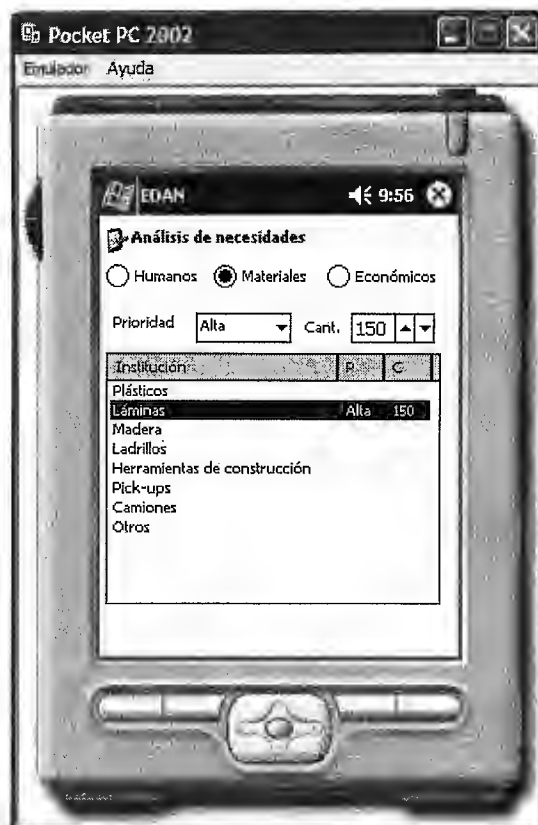 Pocket PC 2002
Emulador Ayuda
EDAN 9:56
Análisis de necesidades
Humanos Materiales Económicos
Prioridad Alta Cant. 150
Institución P C
Plásticos
Láminas Alta 150
Madera
Ladrillos
Herramientas de construcción
Pick-ups
Camiones
Otros